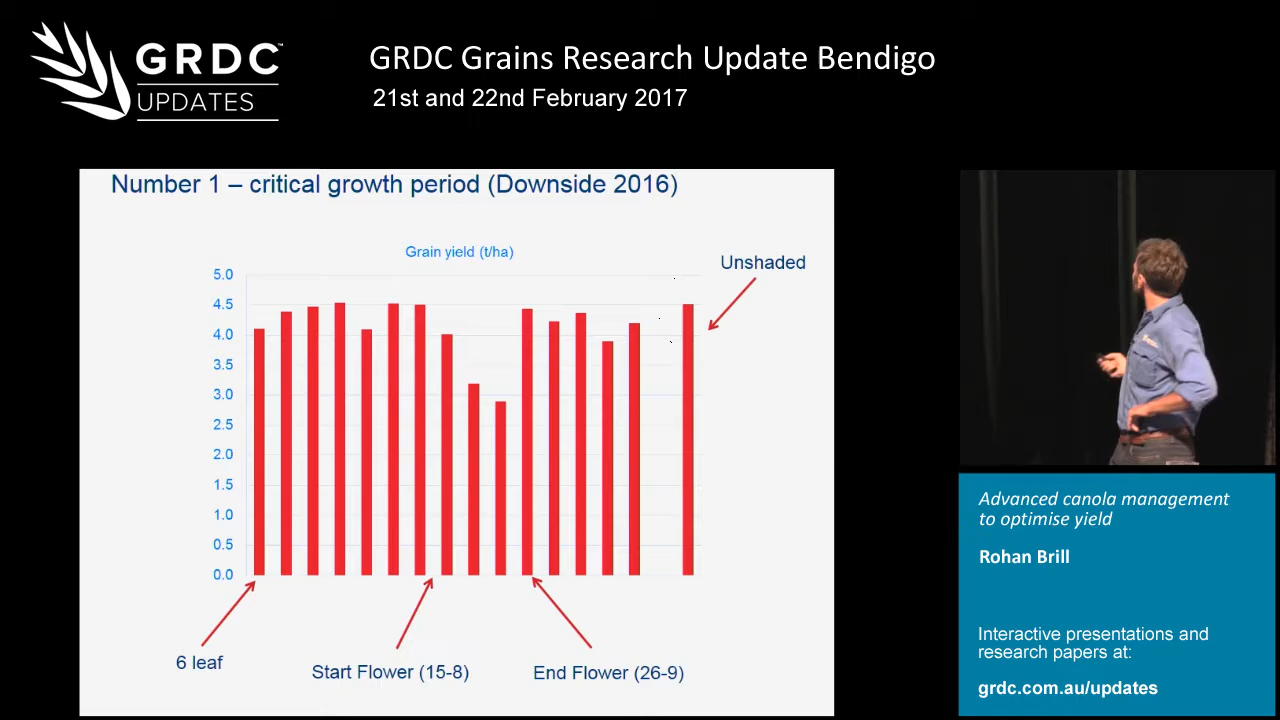 GRDC™
UPDATES
GRDC Grains Research Update Bendigo
21st and 22nd February 2017
Number 1 – critical growth period (Downside 2016)
Grain yield (t/ha)
Unshaded
5.0
4.5
4.0
3.5
3.0
2.5
2.0
1.5
1.0
0.5
0.0
6 leaf
Start Flower (15-8)
End Flower (26-9)
Advanced canola management
to optimise yield
Rohan Brill
Interactive presentations and
research papers at:
grdc.com.au/updates